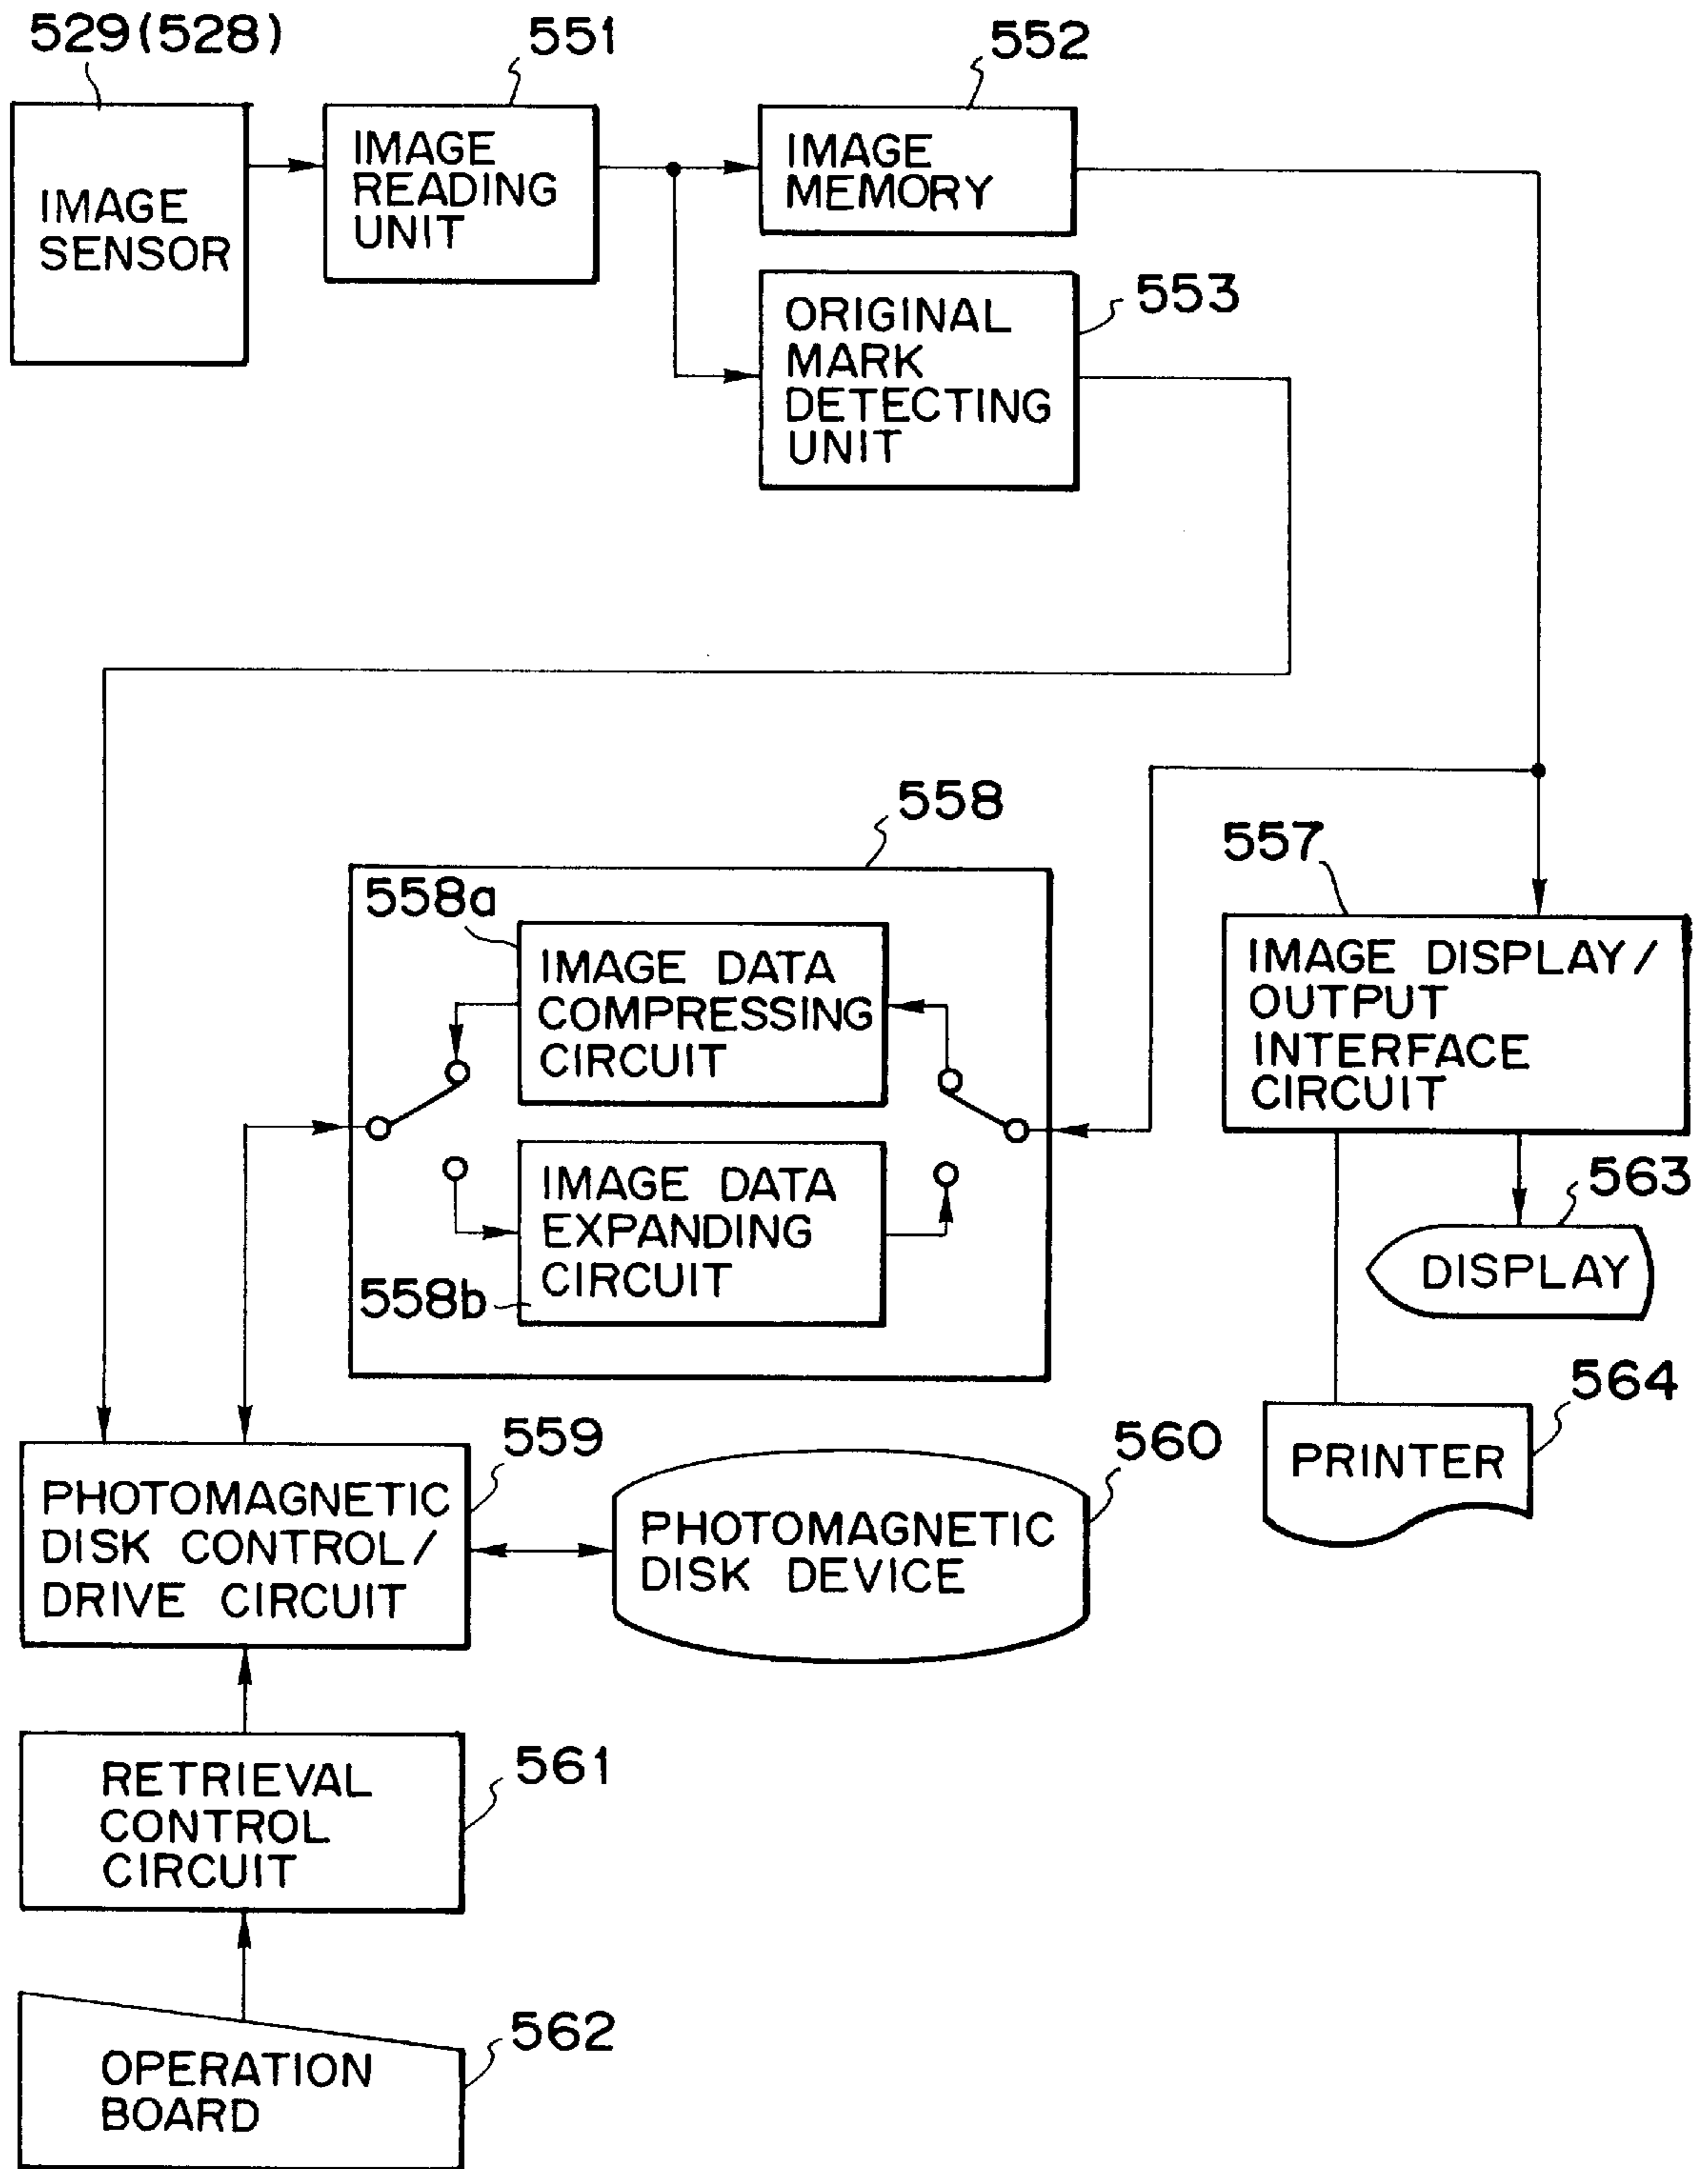 529(528)
551
552
IMAGE
SENSOR
IMAGE
READING
UNIT
IMAGE
MEMORY
553
ORIGINAL
MARK
DETECTING
UNIT
558
557
558a
IMAGE DATA
COMPRESSING
CIRCUIT
IMAGE DISPLAY/
OUTPUT
INTERFACE
CIRCUIT
558b
IMAGE DATA
EXPANDING
CIRCUIT
563
DISPLAY
564
PRINTER
559
PHOTOMAGNETIC
DISK CONTROL/
DRIVE CIRCUIT
560
PHOTOMAGNETIC
DISK DEVICE
561
RETRIEVAL
CONTROL
CIRCUIT
562
OPERATION
BOARD